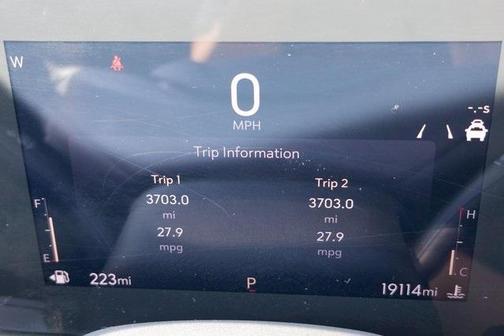 W
0
MPH
-.-s
Trip Information
Trip 1 Trip 2
3703.0 3703.0
mi mi
27.9 27.9
mpg mpg
F H
E C
223mi P 19114mi